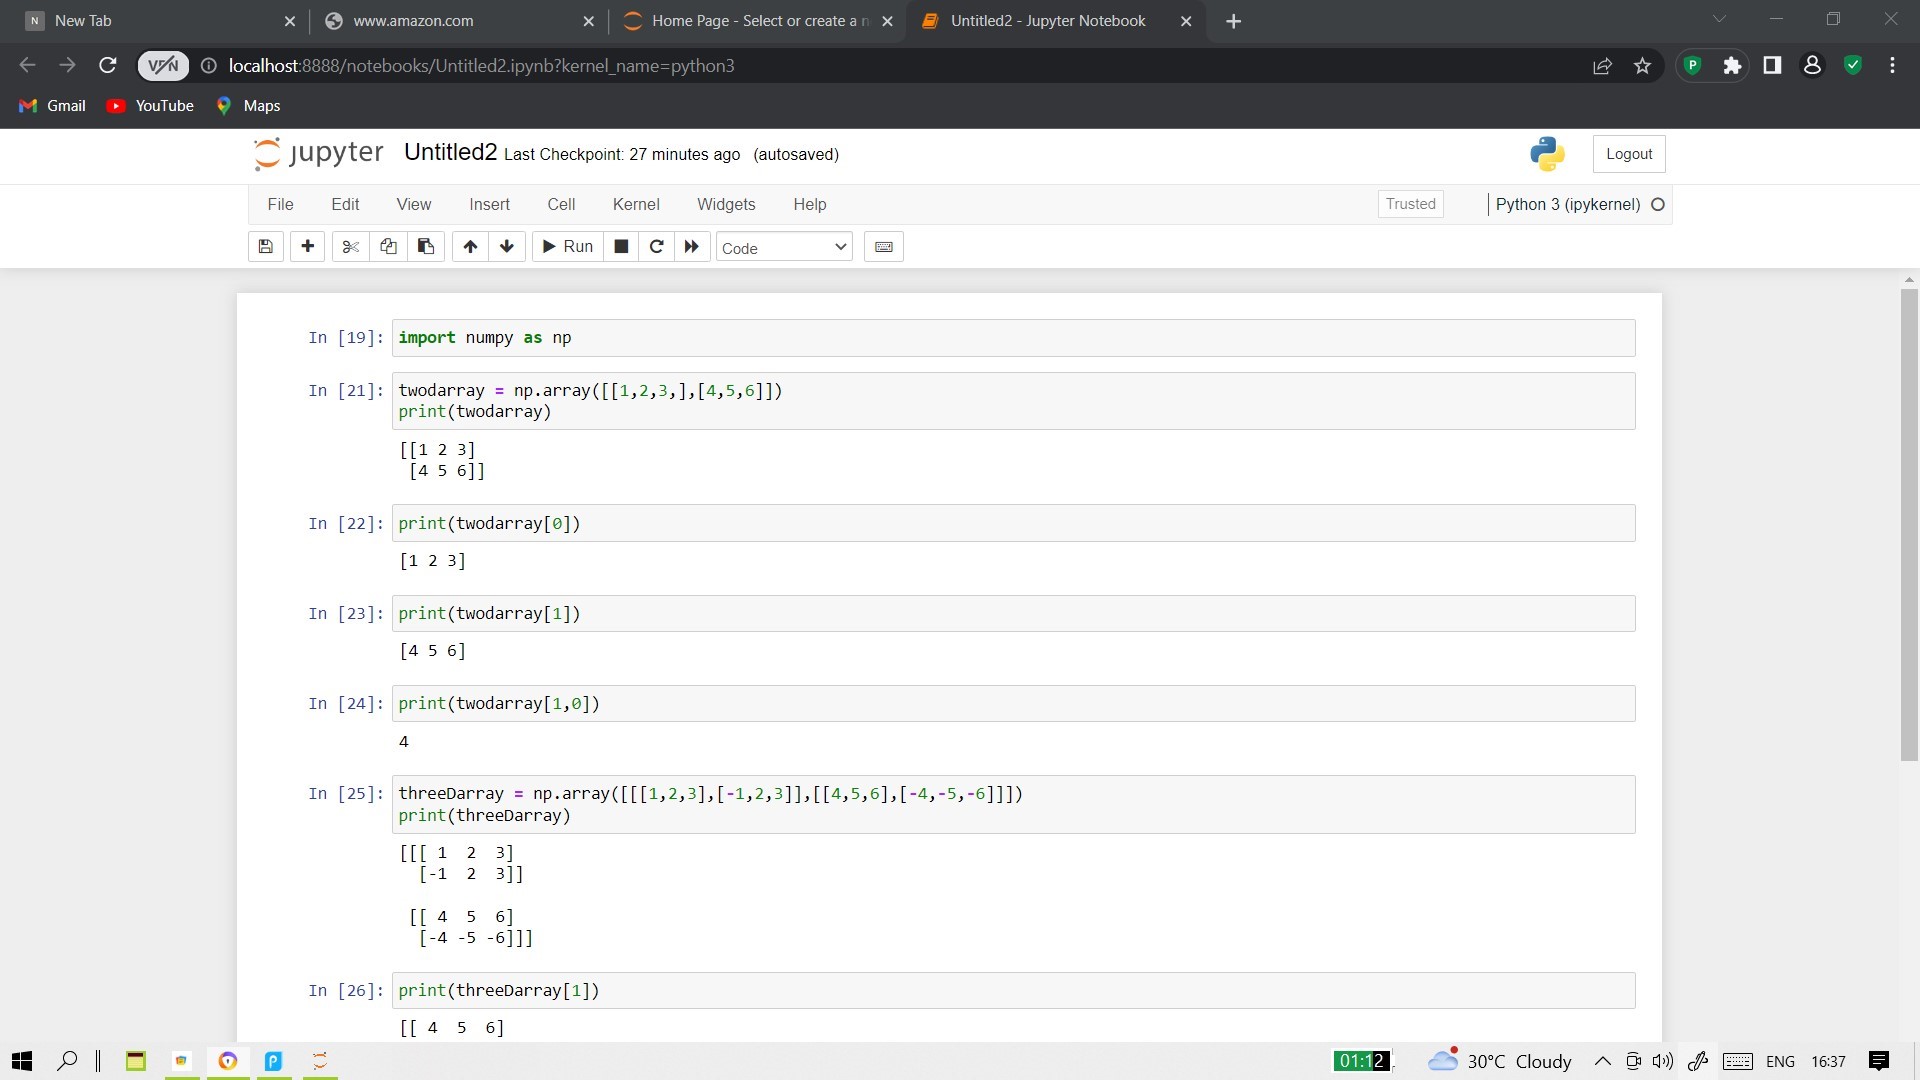 New Tab
www.amazon.com
Home Page - Select or create a n
Untitled2 - Jupyter Notebook
VPN
localhost:8888/notebooks/Untitled2.ipynb?kernel_name=python3
Gmail
YouTube
Maps
jupyter
Untitled2 Last Checkpoint: 27 minutes ago (autosaved)
Logout
File Edit View Insert Cell Kernel Widgets Help
Trusted
Python 3 (ipykernel)
Run
Code
In [19]: import numpy as np
In [21]: twodarray = np.array([[1,2,3,],[4,5,6]])
print(twodarray)
[[1 2 3]
[4 5 6]]
In [22]: print(twodarray[0])
[1 2 3]
In [23]: print(twodarray[1])
[4 5 6]
In [24]: print(twodarray[1,0])
4
In [25]: threeDarray = np.array([[[1,2,3],[-1,2,3]],[[4,5,6],[-4,-5,-6]]])
print(threeDarray)
[[[ 1 2 3]
[-1 2 3]]
[[ 4 5 6]
[-4 -5 -6]]]
In [26]: print(threeDarray[1])
[[ 4 5 6]
01:12
30°C Cloudy
ENG
16:37